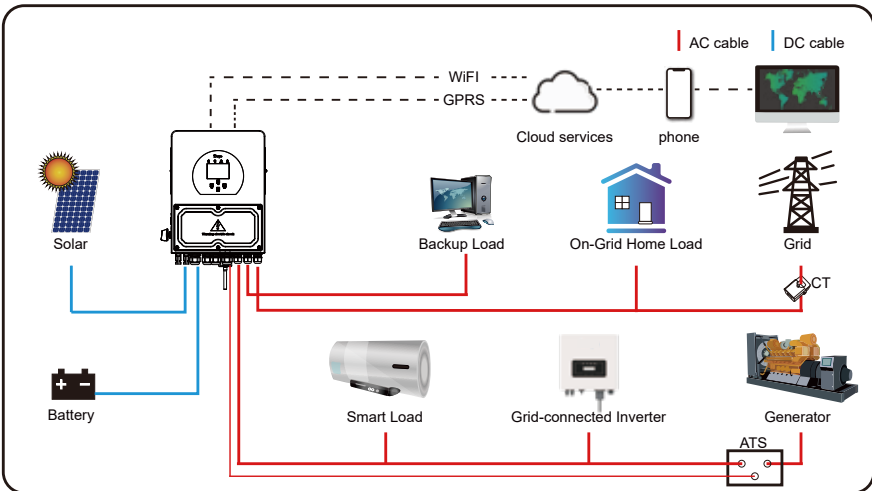 AC cable
DC cable
WiFI
GPRS
Cloud services
phone
Solar
Backup Load
On-Grid Home Load
Grid
CT
Battery
Smart Load
Grid-connected Inverter
Generator
ATS